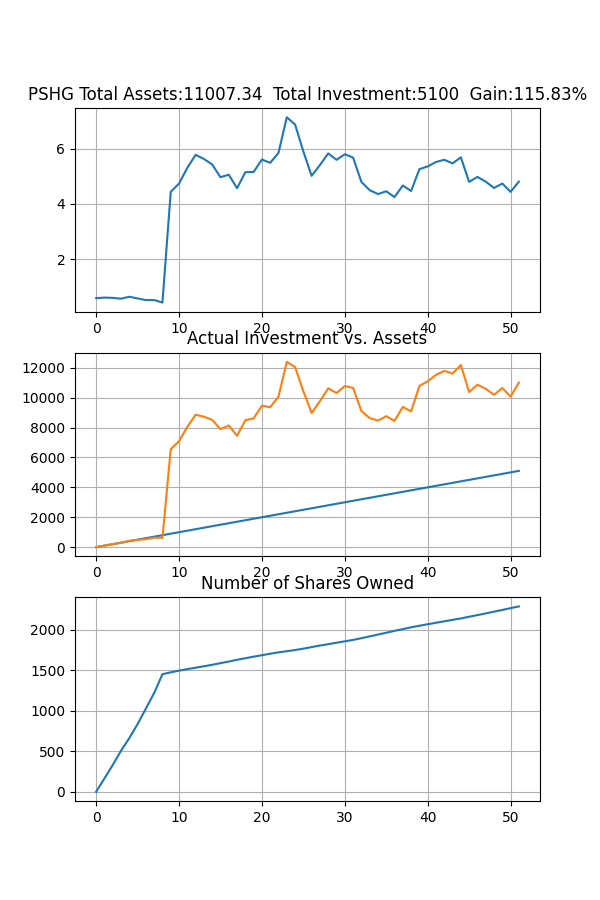 PSHG Total Assets:11007.34  Total Investment:5100  Gain:115.83%
6
4
2
0 10 20 30 40 50
Actual Investment vs. Assets
12000
10000
8000
6000
4000
2000
0
0 10 20 30 40 50
Number of Shares Owned
2000
1500
1000
500
0
0 10 20 30 40 50